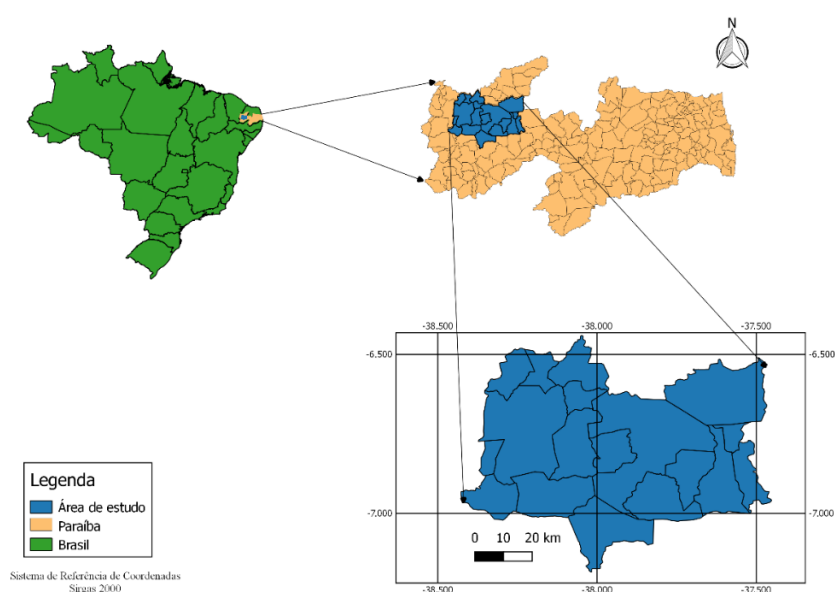 N
-38.500 -38.000 -37.500
-6.500 -6.500
-7.000 -7.000
0 10 20 km
-38.500 -38.000 -37.500
Legenda
Área de estudo
Paraíba
Brasil
Sistema de Referência de Coordenadas
Sirgas 2000